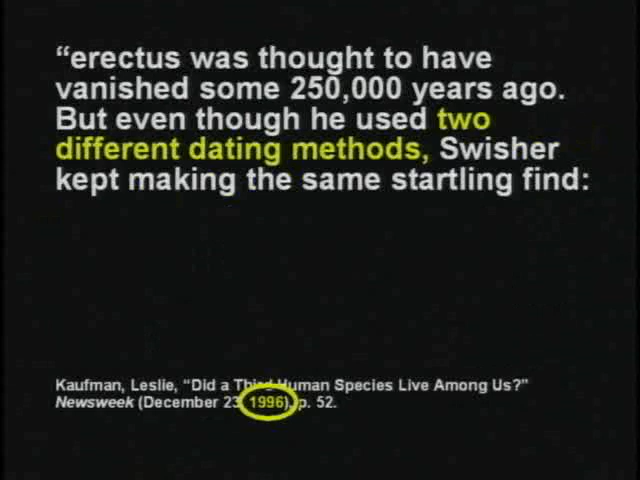 “erectus was thought to have
vanished some 250,000 years ago.
But even though he used two
different dating methods, Swisher
kept making the same startling find:
Kaufman, Leslie, “Did a Third Human Species Live Among Us?”
Newsweek (December 23, 1996), p. 52.